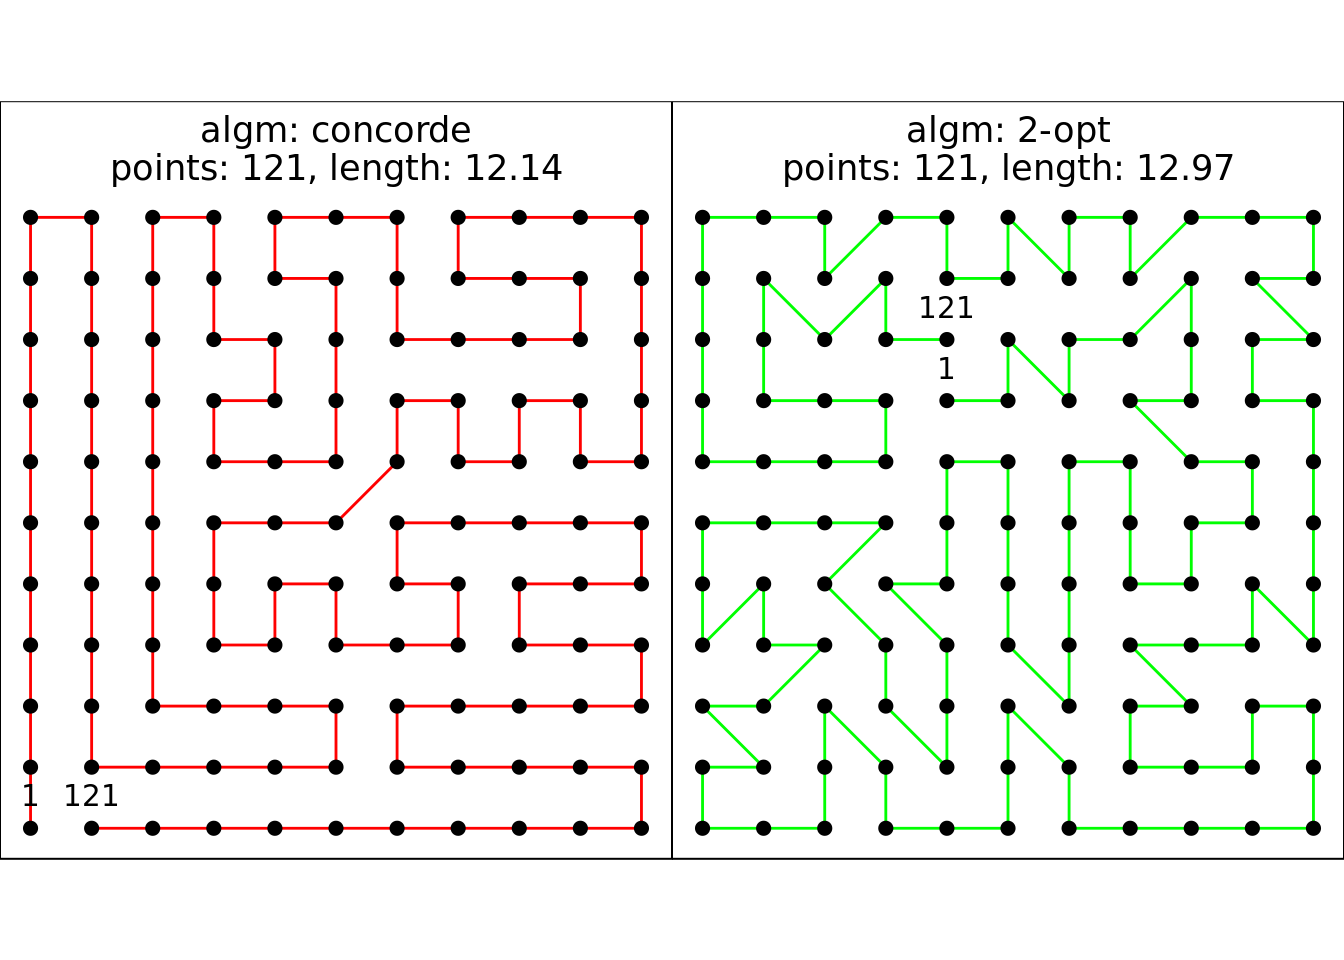 algm: concorde
points: 121, length: 12.14
1 121
algm: 2-opt
points: 121, length: 12.97
121
1